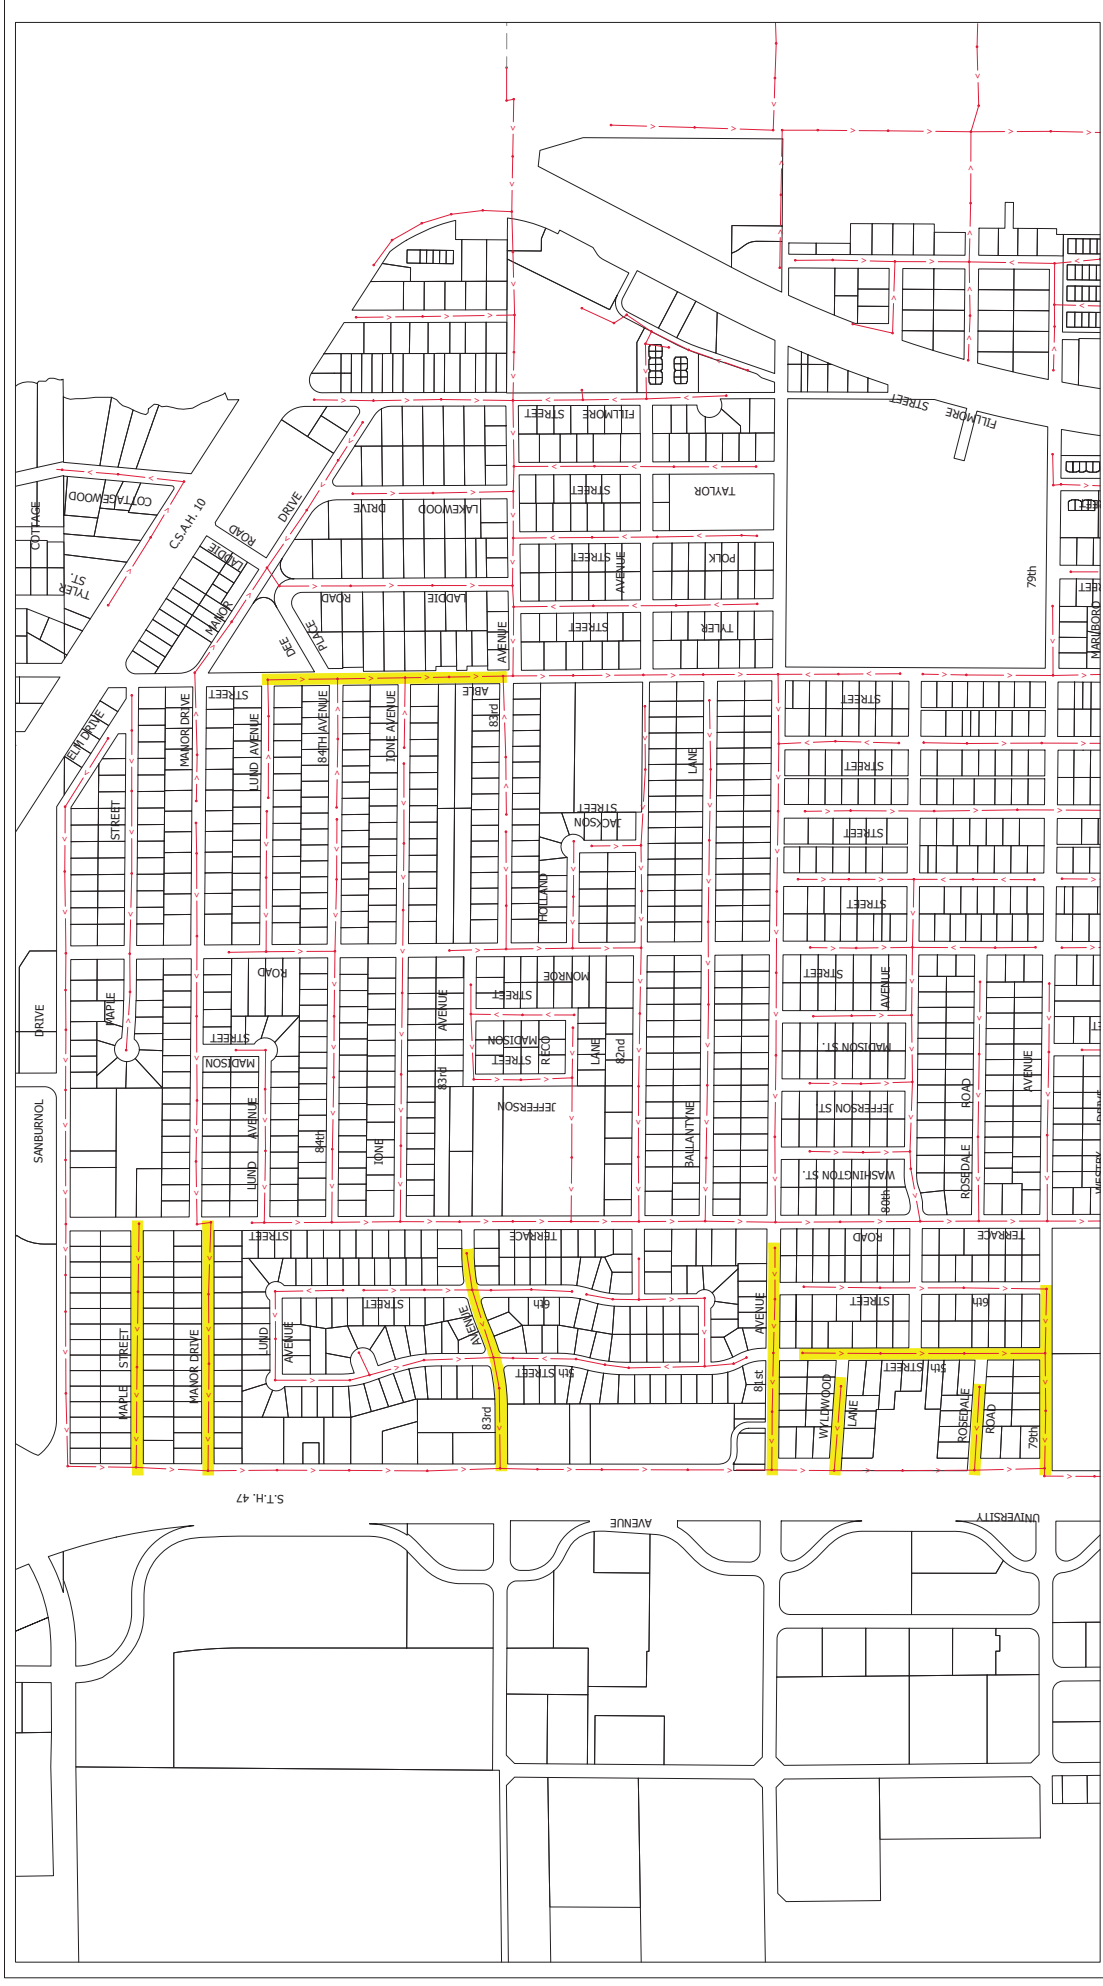 FILLMORE
STREET
STREET
FILLMORE
COTTAGEWOOD
COTTAGE
TYLER
ST.
C.S.A.H. 10
LADDIE
ROAD
DRIVE
MANOR
LAKEWOOD
DRIVE
STREET
TAYLOR
STREET
POLK
AVENUE
79th
LADDIE
ROAD
DEE
PLACE
STREET
TYLER
AVENUE
MARLBORO
ABLE
STREET
ELM DRIVE
MANOR DRIVE
LUND AVENUE
84TH AVENUE
IONE AVENUE
83rd
LANE
STREET
STREET
STREET
STREET
JACKSON
STREET
STREET
HOLLAND
DRIVE
MAPLE
ROAD
MONROE
STREET
AVENUE
STREET
AVENUE
STREET
MADISON
MADISON
STREET
RECO
LANE
82nd
MADISON ST.
83rd
AVENUE
SANBURNOL
LUND
AVENUE
84th
IONE
JEFFERSON
BALLANTYNE
JEFFERSON ST
WASHINGTON ST.
80th
ROAD
ROSEDALE
AVENUE
DRIVE
WESTBY
STREET
TERRACE
ROAD
TERRACE
STREET
6th
STREET
6th
STREET
MAPLE
MANOR DRIVE
LUND
AVENUE
AVENUE
AVENUE
5th STREET
5th
STREET
83rd
81st
WYLDWOOD
LANE
ROSEDALE
ROAD
79th
S.T.H. 47
AVENUE
UNIVERSITY